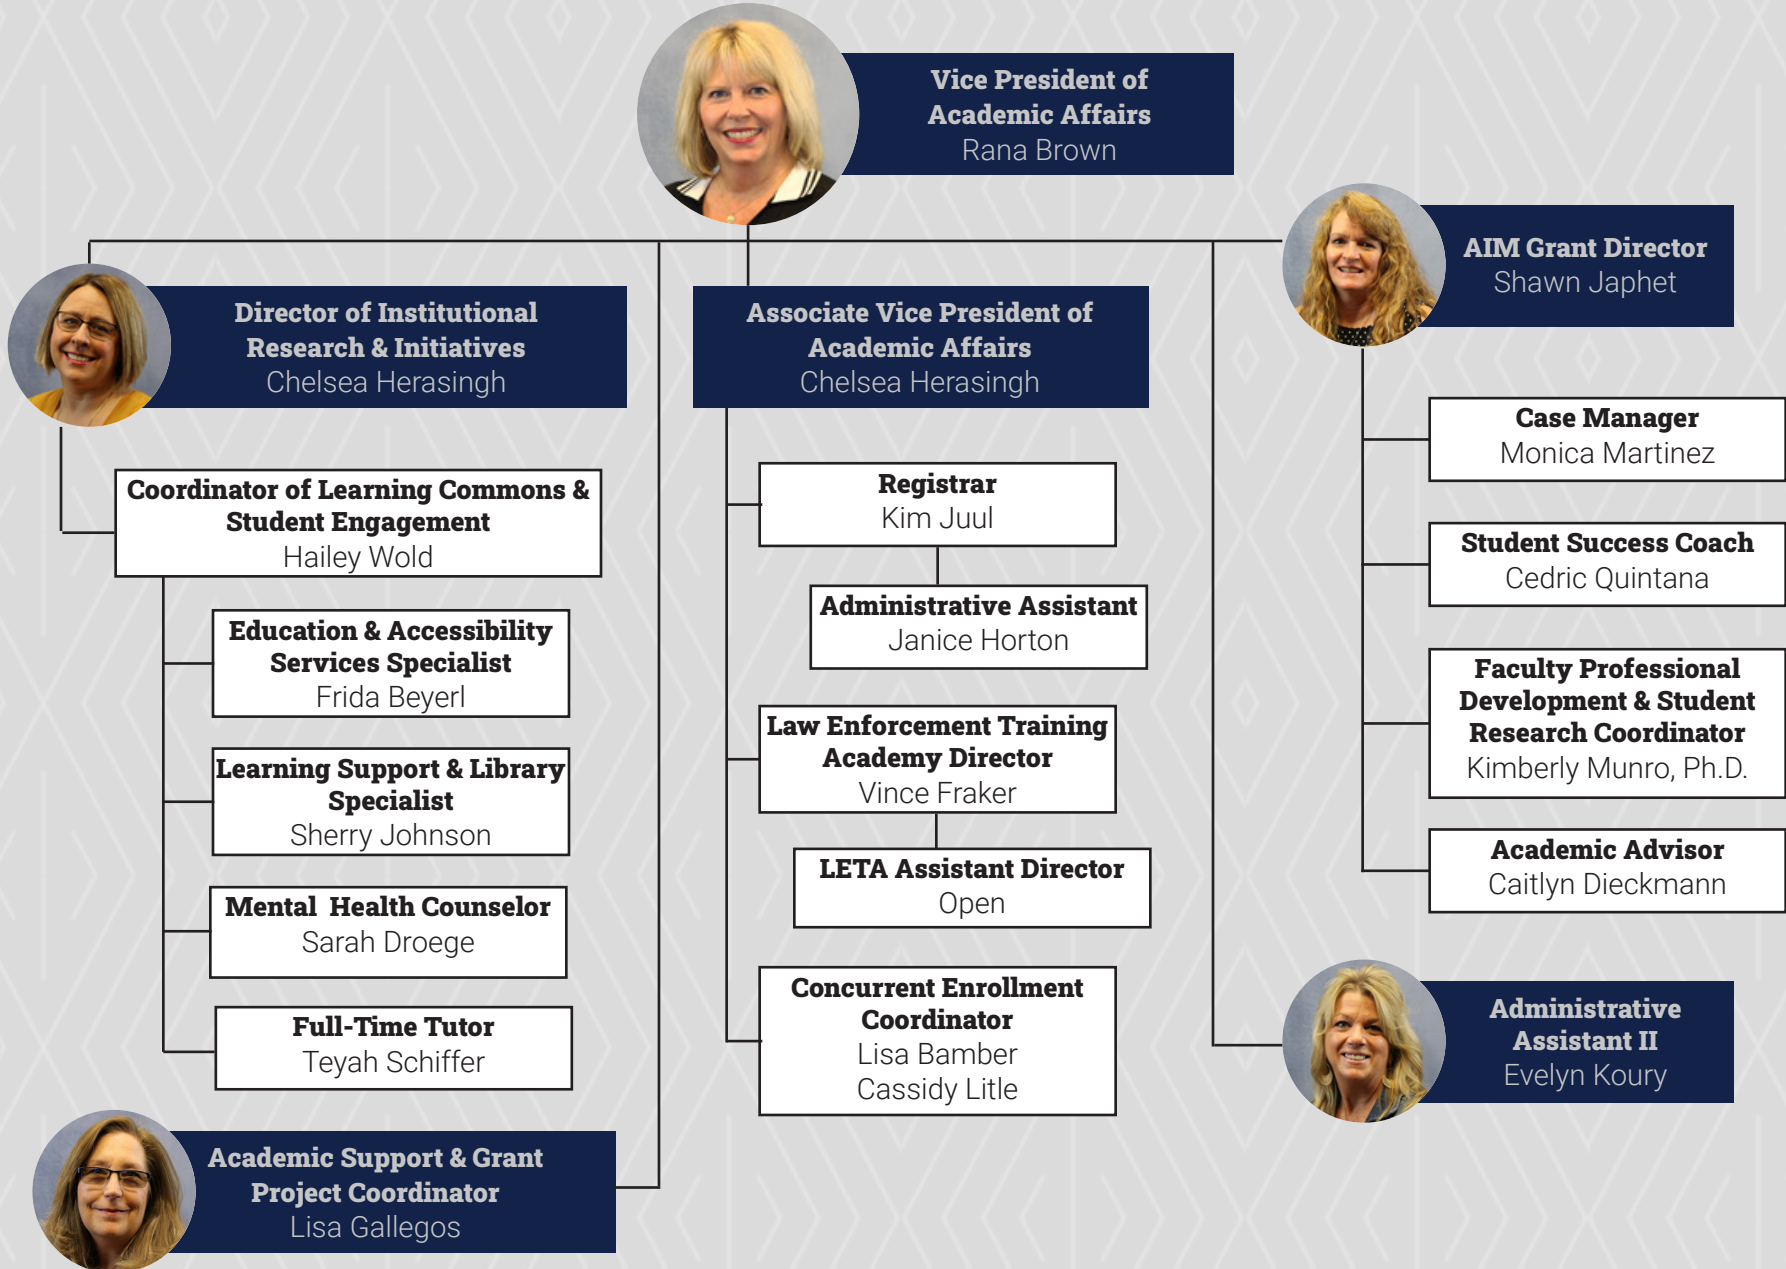 Vice President of
Academic Affairs
Rana Brown
AIM Grant Director
Shawn Japhet
Director of Institutional
Research & Initiatives
Chelsea Herasingh
Associate Vice President of
Academic Affairs
Chelsea Herasingh
Coordinator of Learning Commons &
Student Engagement
Hailey Wold
Education & Accessibility
Services Specialist
Frida Beyerl
Learning Support & Library
Specialist
Sherry Johnson
Mental Health Counselor
Sarah Droege
Full-Time Tutor
Teyah Schiffer
Academic Support & Grant
Project Coordinator
Lisa Gallegos
Registrar
Kim Juul
Administrative Assistant
Janice Horton
Law Enforcement Training
Academy Director
Vince Fraker
LETA Assistant Director
Open
Concurrent Enrollment
Coordinator
Lisa Bamber
Cassidy Litle
Case Manager
Monica Martinez
Student Success Coach
Cedric Quintana
Faculty Professional
Development & Student
Research Coordinator
Kimberly Munro, Ph.D.
Academic Advisor
Caitlyn Dieckmann
Administrative
Assistant II
Evelyn Koury